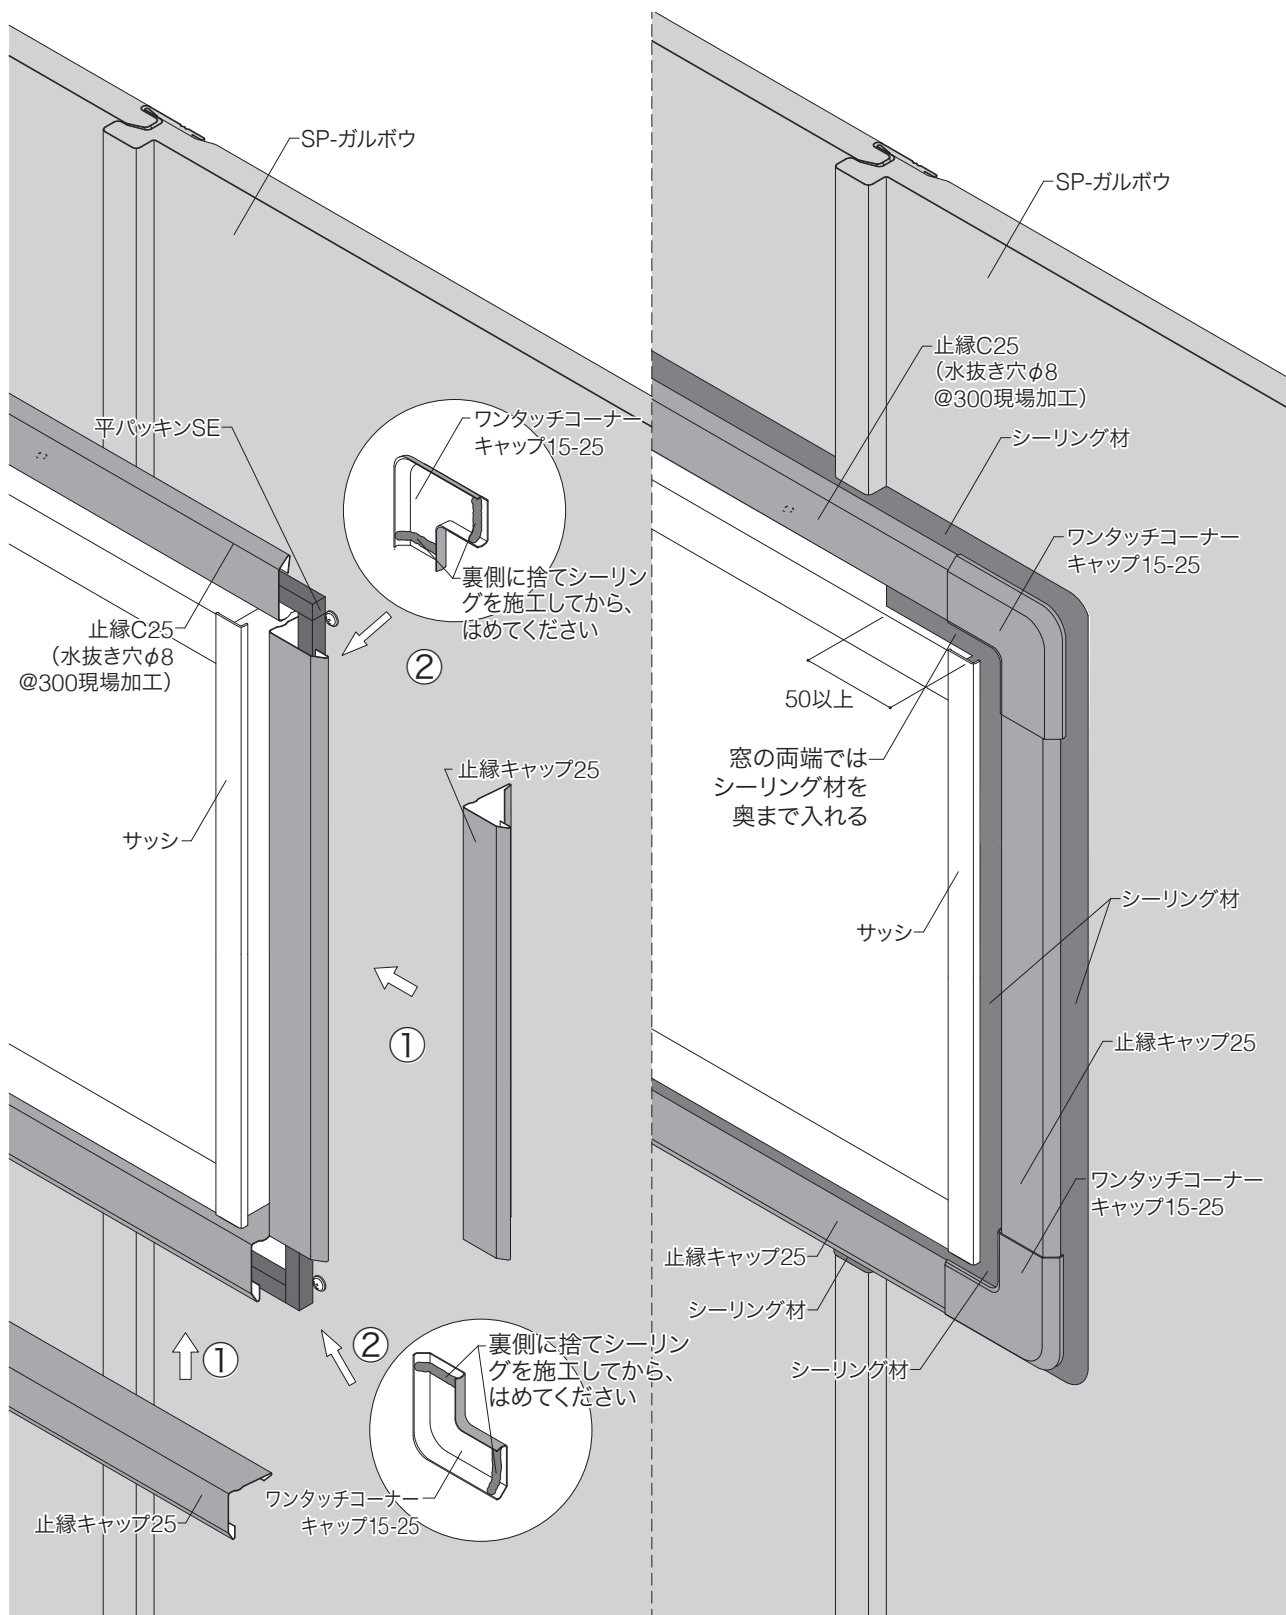 SP-ガルボウ
平パッキンSE
ワンタッチコーナー
キャップ15-25
裏側に捨てシーリン
グを施工してから、
はめてください
止縁C25
（水抜き穴φ8
@300現場加工）
②
止縁キャップ25
サッシ
①
①
②
裏側に捨てシーリン
グを施工してから、
はめてください
ワンタッチコーナー
キャップ15-25
止縁キャップ25
SP-ガルボウ
止縁C25
（水抜き穴φ8
@300現場加工）
シーリング材
ワンタッチコーナー
キャップ15-25
50以上
窓の両端では
シーリング材を
奥まで入れる
シーリング材
サッシ
止縁キャップ25
ワンタッチコーナー
キャップ15-25
止縁キャップ25
シーリング材
シーリング材